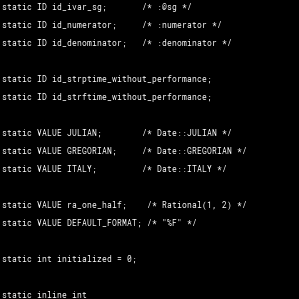 static ID id_ivar_sg;       /* :@sg */
static ID id_numerator;     /* :numerator */
static ID id_denominator;   /* :denominator */
static ID id_strptime_without_performance;
static ID id_strftime_without_performance;
static VALUE JULIAN;        /* Date::JULIAN */
static VALUE GREGORIAN;     /* Date::GREGORIAN */
static VALUE ITALY;         /* Date::ITALY */
static VALUE ra_one_half;    /* Rational(1, 2) */
static VALUE DEFAULT_FORMAT; /* "%F" */
static int initialized = 0;
static inline int